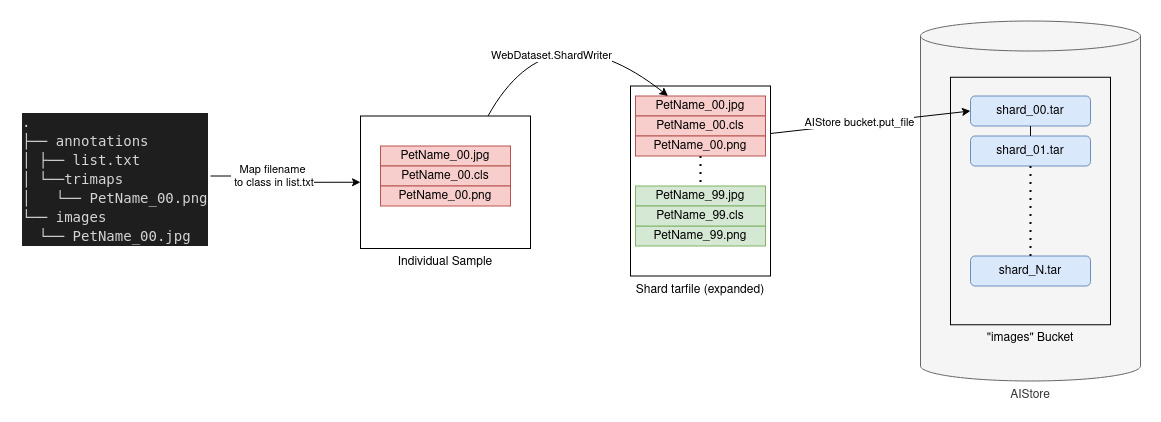 .
├── annotations
│ ├── list.txt
│ └──trimaps
│   └── PetName_00.png
└── images
  └── PetName_00.jpg
Map filename
to class in list.txt
PetName_00.jpg
PetName_00.cls
PetName_00.png
Individual Sample
WebDataset.ShardWriter
PetName_00.jpg
PetName_00.cls
PetName_00.png
PetName_99.jpg
PetName_99.cls
PetName_99.png
Shard tarfile (expanded)
AIStore bucket.put_file
shard_00.tar
shard_01.tar
shard_N.tar
"images" Bucket
AIStore